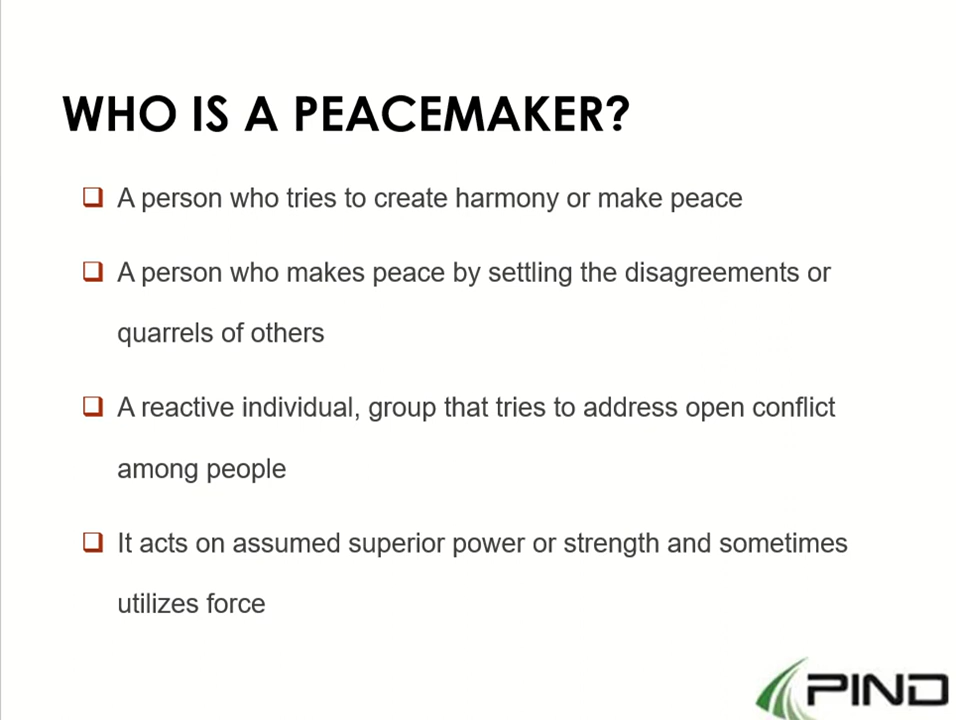 WHO IS A PEACEMAKER?
A person who tries to create harmony or make peace
A person who makes peace by settling the disagreements or
quarrels of others
A reactive individual, group that tries to address open conflict
among people
It acts on assumed superior power or strength and sometimes
utilizes force
PIND